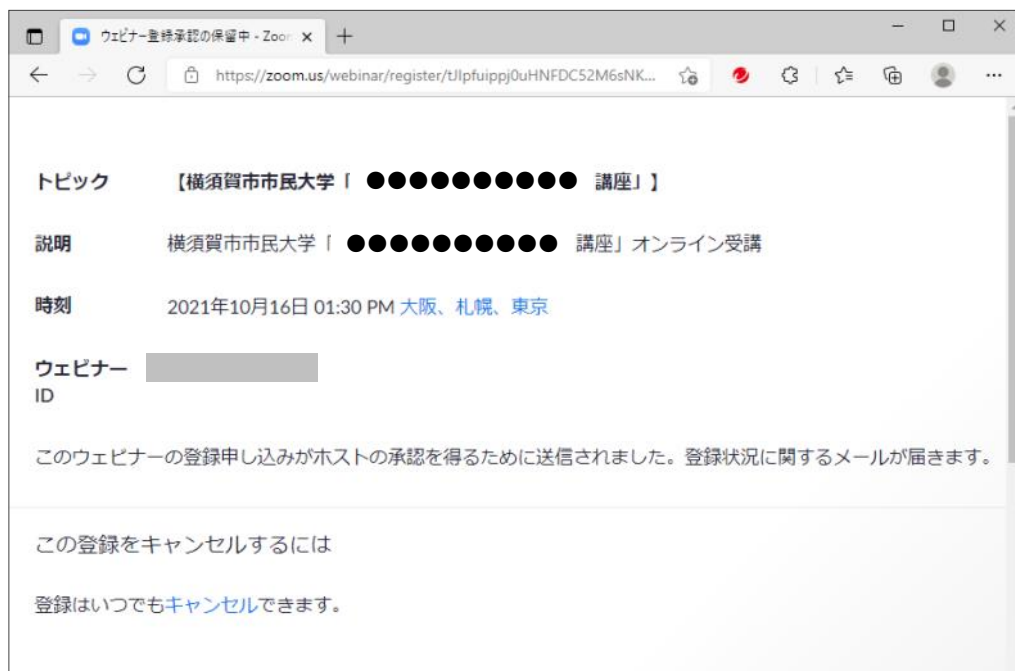 ウェビナー登録承認の保留中 - Zoo
https://zoom.us/webinar/register/tJIpfuippj0uHNFDC52M6sNK...
トピック 【横須賀市市民大学「 ●●●●●●●●●● 講座」】
説明 横須賀市市民大学「 ●●●●●●●●●● 講座」オンライン受講
時刻 2021年10月16日 01:30 PM 大阪、札幌、東京
ウェビナー
ID
このウェビナーの登録申し込みがホストの承認を得るために送信されました。登録状況に関するメールが届きます。
この登録をキャンセルするには
登録はいつでもキャンセルできます。